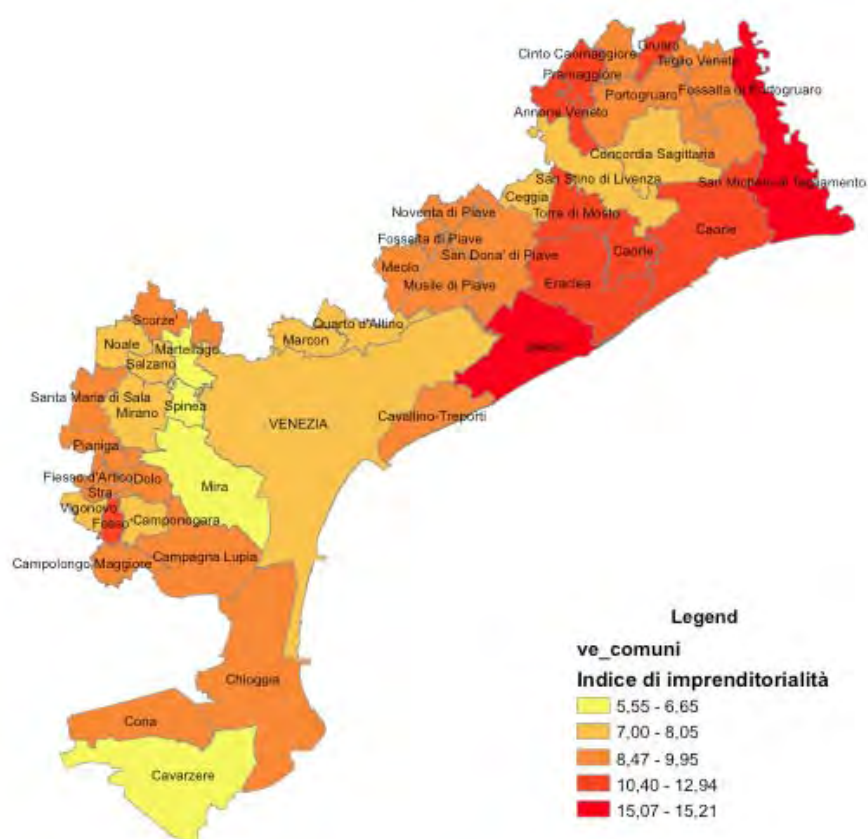 Cinto Caomaggiore
Gruaro
Teglio Veneto
Pramaggiore
Portogruaro
Fossalta di Portogruaro
Annone Veneto
Concordia Sagittaria
San Stino di Livenza
San Michele di Tagliamento
Ceggia
Noventa di Piave
Torre di Mosto
Caorle
Fossalta di Piave
San Dona' di Piave
Caorle
Meolo
Musile di Piave
Eraclea
Scorze'
Quarto d'Altino
Noale
Martellago
Marcon
Jesolo
Salzano
Santa Maria di Sala
Spinea
Mirano
VENEZIA
Cavallino-Treporti
Pianiga
Fiesso d'Artico
Dolo
Mira
Stra
Vigonovo
Fosso'
Camponogara
Campagna Lupia
Campolongo Maggiore
Chioggia
Cona
Cavarzere
Legend
ve_comuni
Indice di imprenditorialità
5,55 - 6,65
7,00 - 8,05
8,47 - 9,95
10,40 - 12,94
15,07 - 15,21